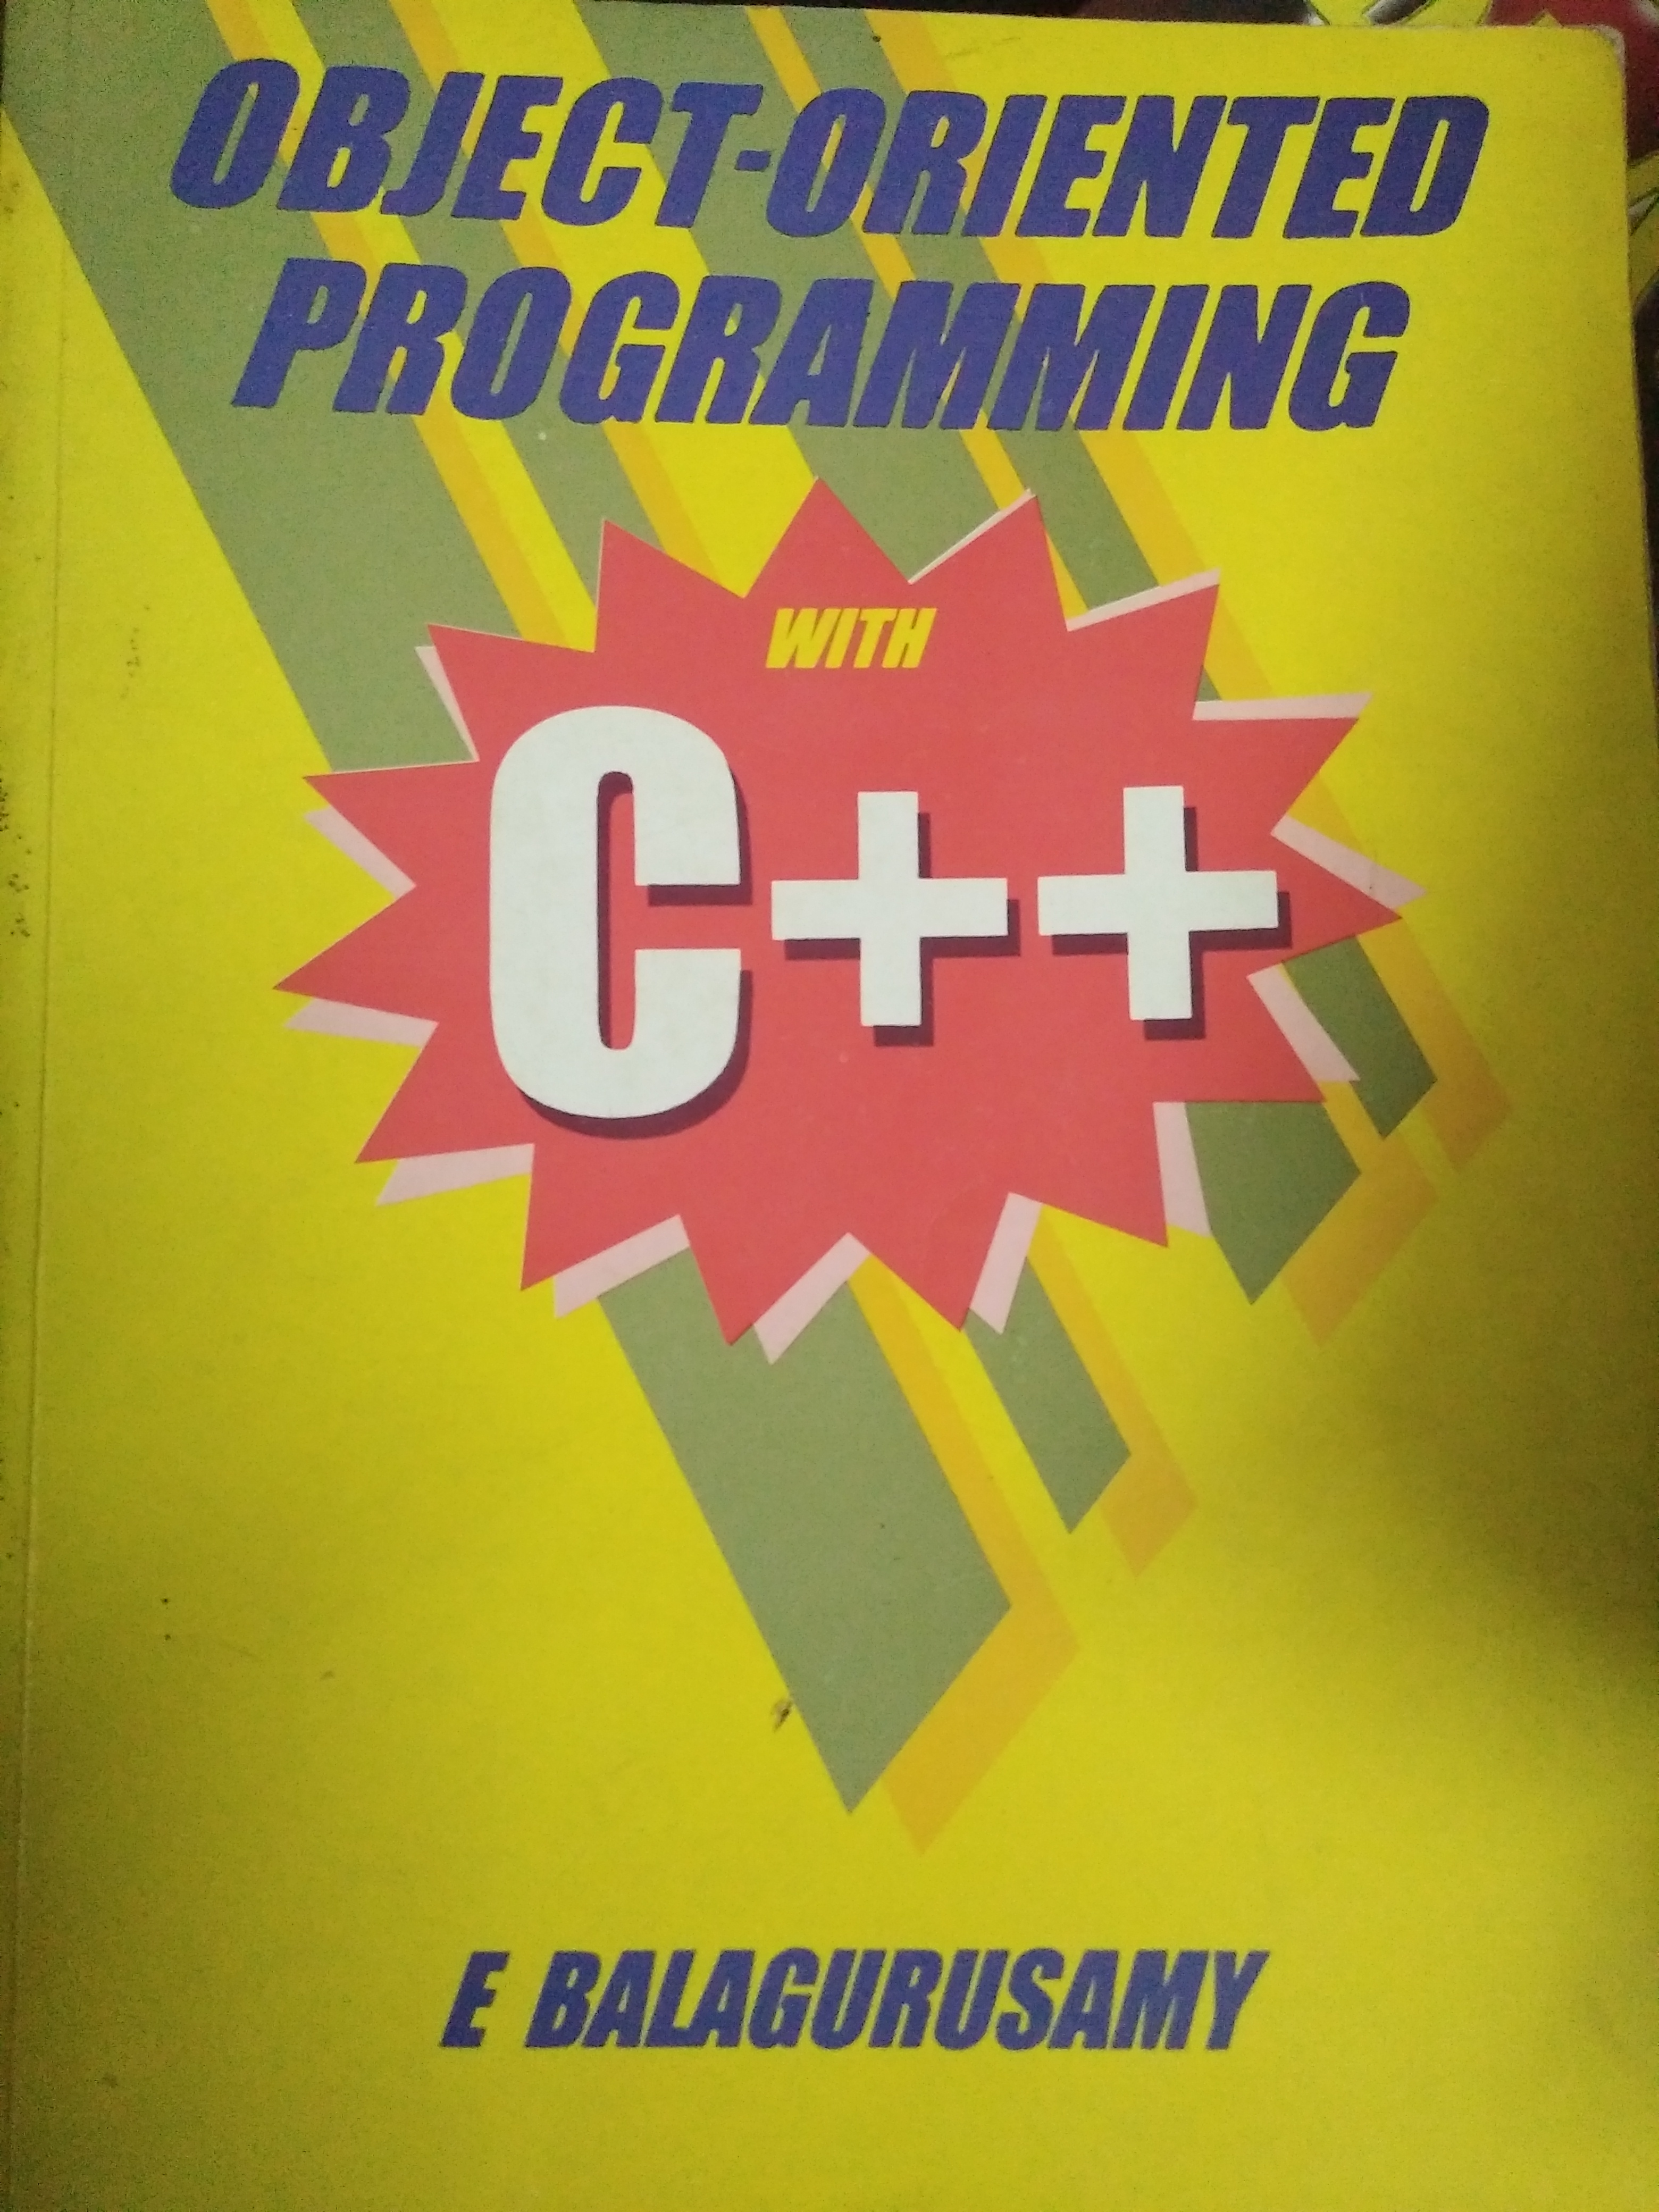 OBJECT-ORIENTED
PROGRAMMING
WITH
C++
E BALAGURUSAMY